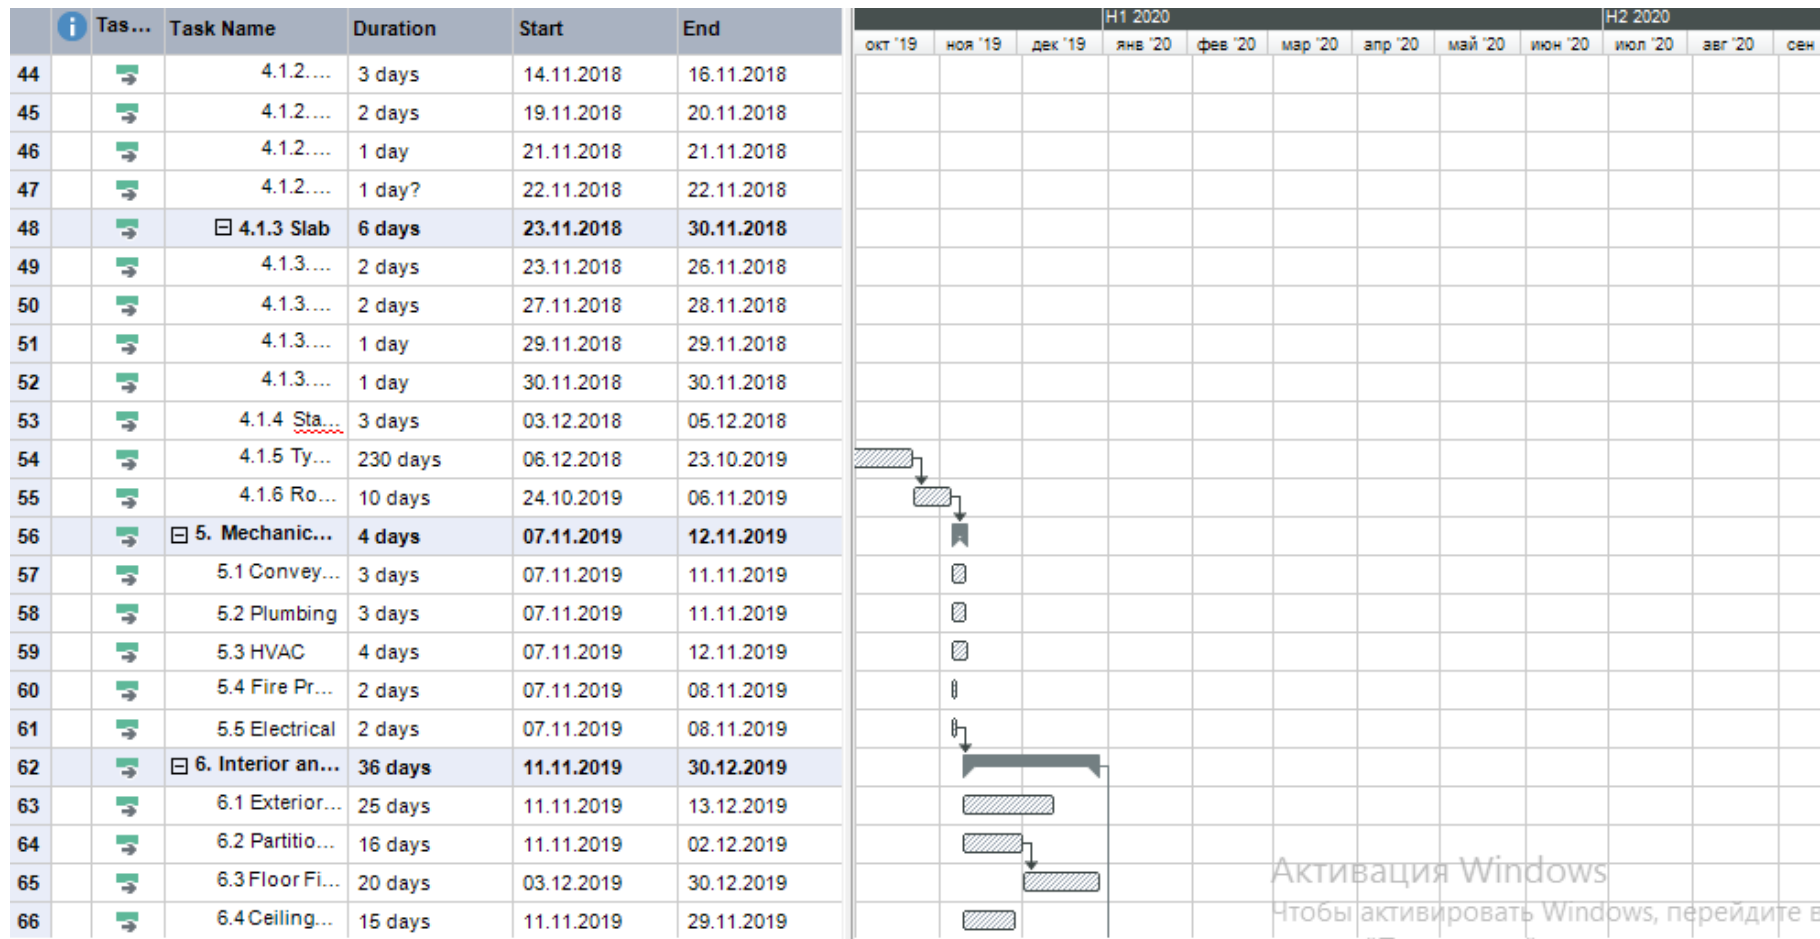 Tas... Task Name Duration Start End H1 2020 H2 2020
окт '19 ноя '19 дек '19 янв '20 фев '20 мар '20 апр '20 май '20 июн '20 июл '20 авг '20 сен
44 4.1.2.... 3 days 14.11.2018 16.11.2018
45 4.1.2.... 2 days 19.11.2018 20.11.2018
46 4.1.2.... 1 day 21.11.2018 21.11.2018
47 4.1.2.... 1 day? 22.11.2018 22.11.2018
48 4.1.3 Slab 6 days 23.11.2018 30.11.2018
49 4.1.3.... 2 days 23.11.2018 26.11.2018
50 4.1.3.... 2 days 27.11.2018 28.11.2018
51 4.1.3.... 1 day 29.11.2018 29.11.2018
52 4.1.3.... 1 day 30.11.2018 30.11.2018
53 4.1.4 Sta... 3 days 03.12.2018 05.12.2018
54 4.1.5 Ty... 230 days 06.12.2018 23.10.2019
55 4.1.6 Ro... 10 days 24.10.2019 06.11.2019
56 5. Mechanic... 4 days 07.11.2019 12.11.2019
57 5.1 Convey... 3 days 07.11.2019 11.11.2019
58 5.2 Plumbing 3 days 07.11.2019 11.11.2019
59 5.3 HVAC 4 days 07.11.2019 12.11.2019
60 5.4 Fire Pr... 2 days 07.11.2019 08.11.2019
61 5.5 Electrical 2 days 07.11.2019 08.11.2019
62 6. Interior an... 36 days 11.11.2019 30.12.2019
63 6.1 Exterior... 25 days 11.11.2019 13.12.2019
64 6.2 Partitio... 16 days 11.11.2019 02.12.2019
65 6.3 Floor Fi... 20 days 03.12.2019 30.12.2019
66 6.4 Ceiling... 15 days 11.11.2019 29.11.2019
Активация Windows
Чтобы активировать Windows, перейдите в